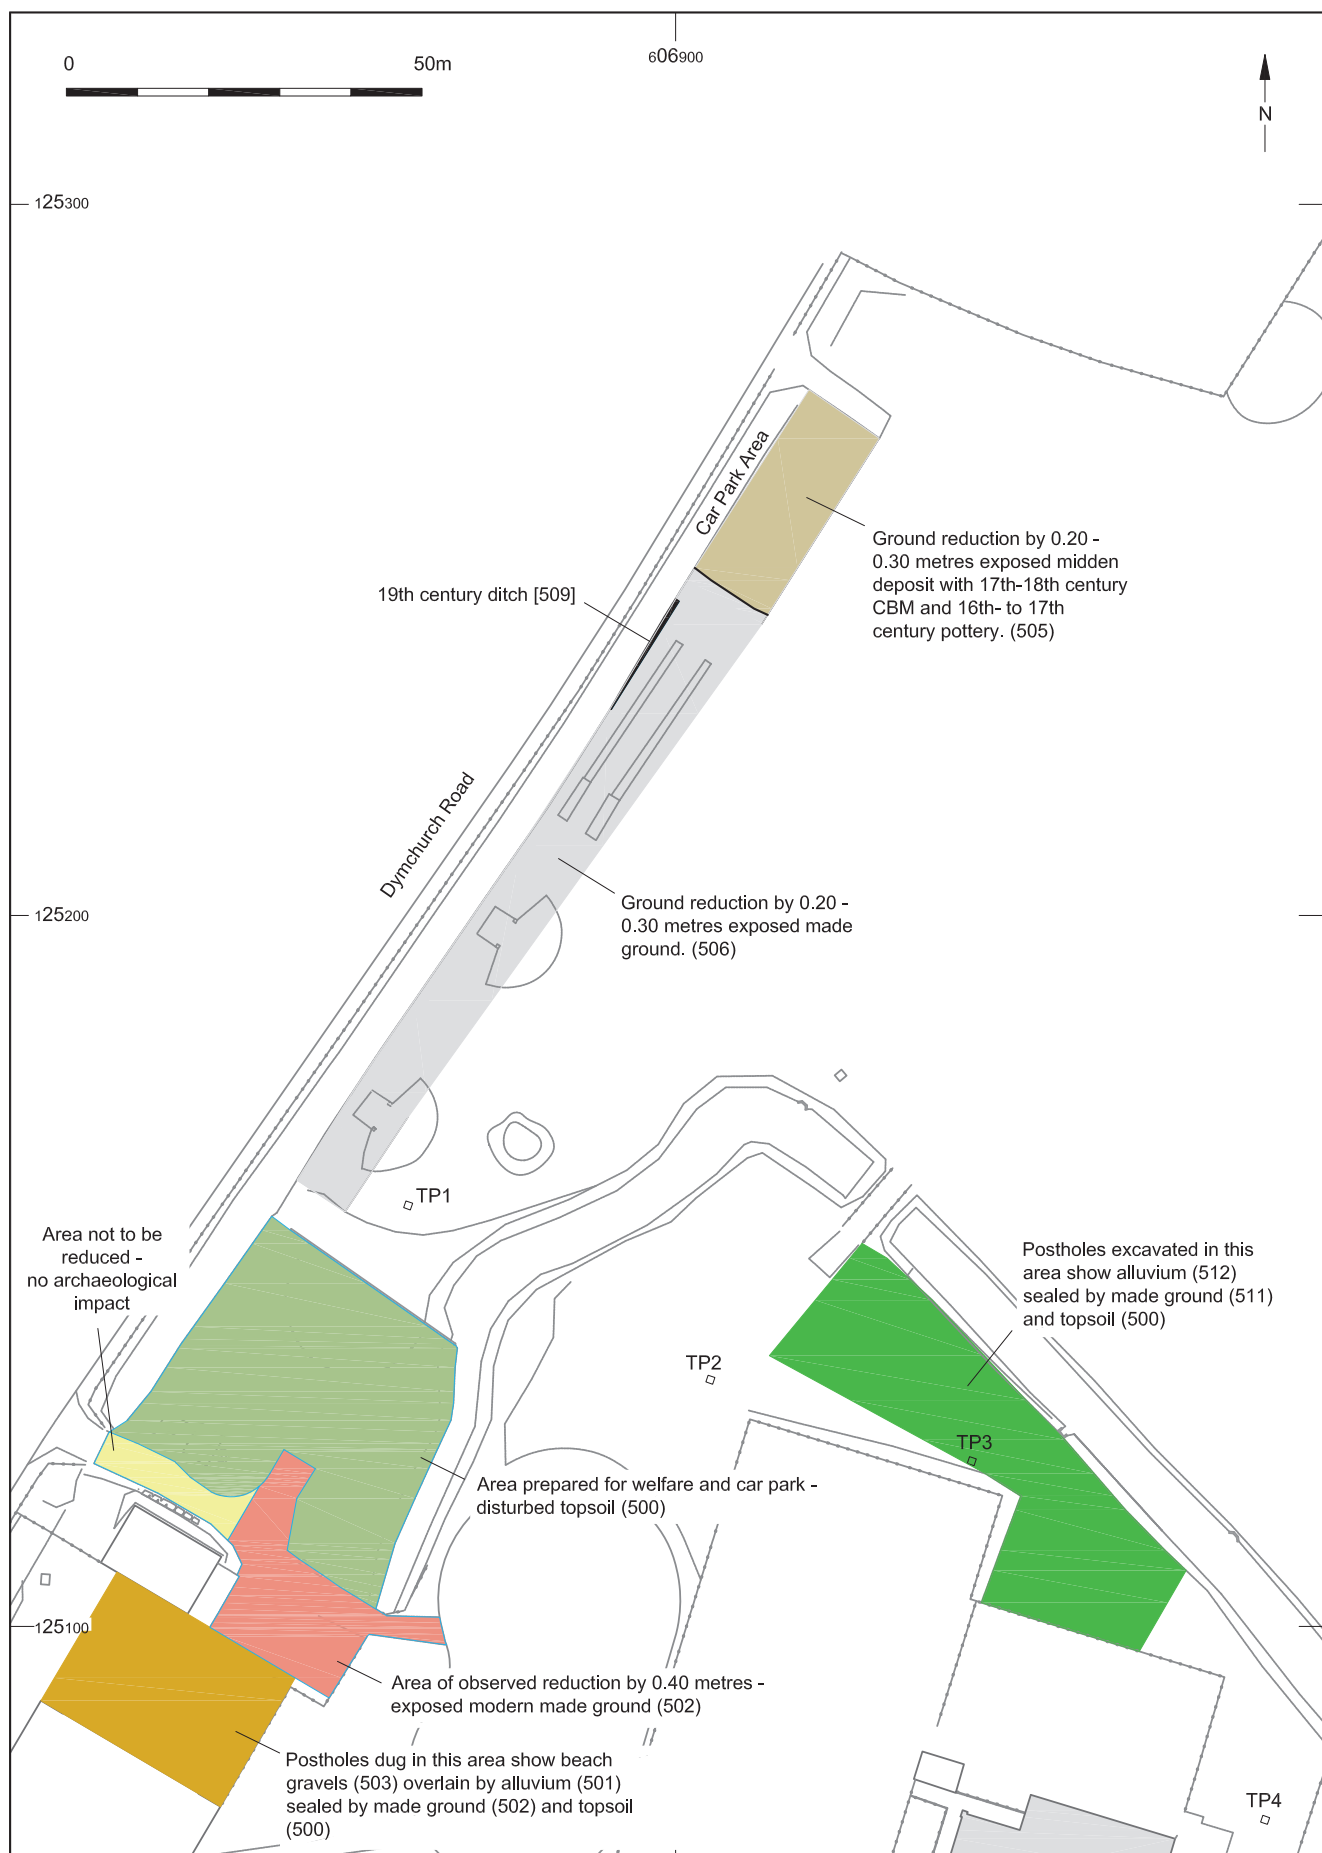 0
50m
606900
N
125300
Car Park Area
Ground reduction by 0.20 -
0.30 metres exposed midden
deposit with 17th-18th century
CBM and 16th- to 17th
century pottery. (505)
19th century ditch [509]
Dymchurch Road
Ground reduction by 0.20 -
0.30 metres exposed made
ground. (506)
125200
TP1
Area not to be
reduced -
no archaeological
impact
Postholes excavated in this
area show alluvium (512)
sealed by made ground (511)
and topsoil (500)
TP2
TP3
Area prepared for welfare and car park -
disturbed topsoil (500)
125100
Area of observed reduction by 0.40 metres -
exposed modern made ground (502)
Postholes dug in this area show beach
gravels (503) overlain by alluvium (501)
sealed by made ground (502) and topsoil
(500)
TP4